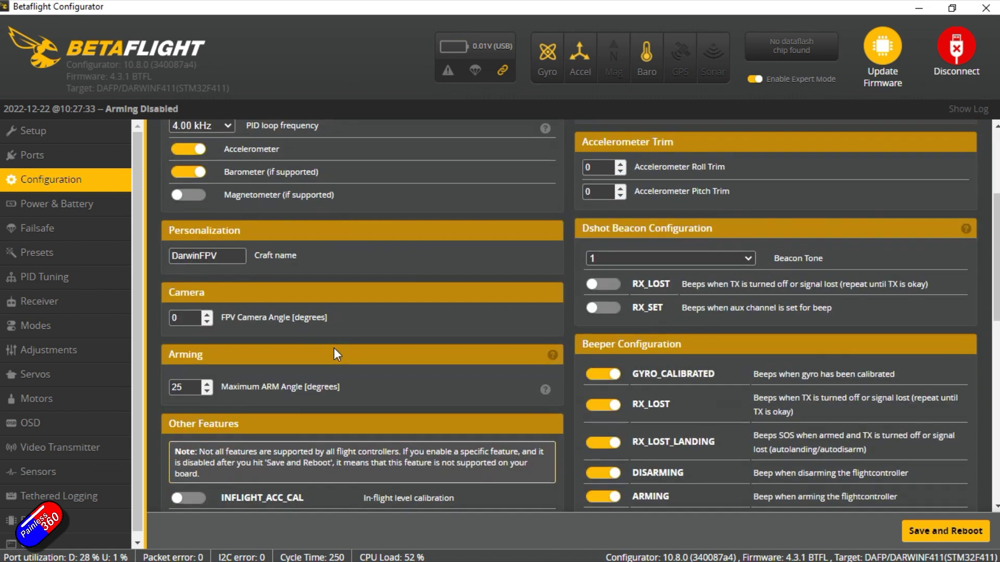 Betaflight Configurator
BETAFLIGHT
Configurator: 10.8.0 (340087a4)
Firmware: 4.3.1 BTFL
Target: DAFP/DARWINF411(STM32F411)
0.01V (USB)
Gyro
Accel
Mag
Baro
GPS
Sonar
No dataflash
chip found
Enable Expert Mode
Update
Firmware
Disconnect
2022-12-22 @10:27:33 -- Arming Disabled
Show Log
Setup
Ports
Configuration
Power & Battery
Failsafe
Presets
PID Tuning
Receiver
Modes
Adjustments
Servos
Motors
OSD
Video Transmitter
Sensors
Tethered Logging
Painless
360
4.00 kHz PID loop frequency
Accelerometer
Barometer (if supported)
Magnetometer (if supported)
Personalization
DarwinFPV Craft name
Camera
0 FPV Camera Angle [degrees]
Arming
25 Maximum ARM Angle [degrees]
Other Features
Note: Not all features are supported by all flight controllers. If you enable a specific feature, and it
is disabled after you hit 'Save and Reboot', it means that this feature is not supported on your
board.
INFLIGHT_ACC_CAL In-flight level calibration
Accelerometer Trim
0 Accelerometer Roll Trim
0 Accelerometer Pitch Trim
Dshot Beacon Configuration
1 Beacon Tone
RX_LOST Beeps when TX is turned off or signal lost (repeat until TX is okay)
RX_SET Beeps when aux channel is set for beep
Beeper Configuration
GYRO_CALIBRATED Beeps when gyro has been calibrated
RX_LOST Beeps when TX is turned off or signal lost (repeat until
TX is okay)
RX_LOST_LANDING Beeps SOS when armed and TX is turned off or signal
lost (autolanding/autodisarm)
DISARMING Beep when disarming the flightcontroller
ARMING Beep when arming the flightcontroller
Save and Reboot
Port utilization: D: 28 % U: 1 % Packet error: 0 I2C error: 0 Cycle Time: 250 CPU Load: 52 % Configurator: 10.8.0 (340087a4) , Firmware: 4.3.1 BTFL , Target: DAFP/DARWINF411(STM32F411)